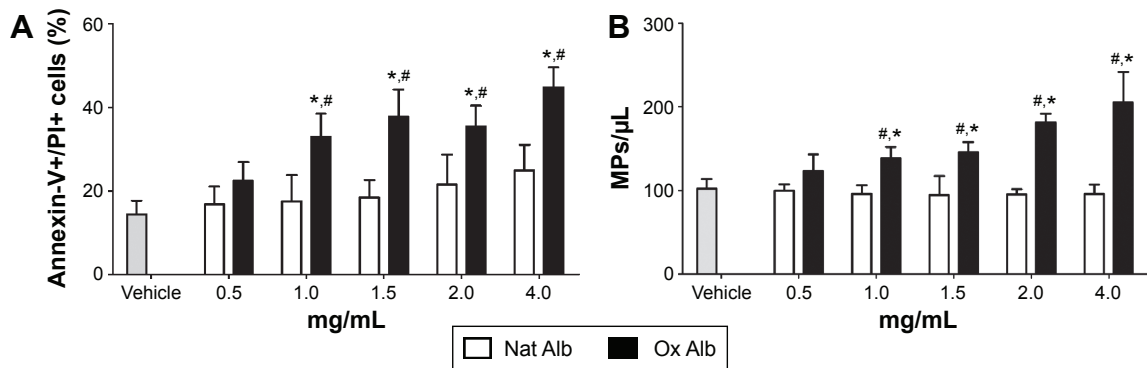 A
Annexin-V+/PI+ cells (%)
60
40
20
0
*,#
*,#
*,#
*,#
Vehicle 0.5 1.0 1.5 2.0 4.0
mg/mL
B
MPs/µL
300
200
100
0
#,*
#,*
#,*
#,*
Vehicle 0.5 1.0 1.5 2.0 4.0
mg/mL
Nat Alb Ox Alb